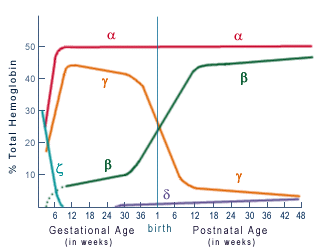 α α
50
γ β
40
% Total Hemoglobin
30
20
ζ β γ
10
δ
6 12 18 24 30 36 1 6 12 18 24 30 36 42 48
Gestational Age birth Postnatal Age
(in weeks) (in weeks)